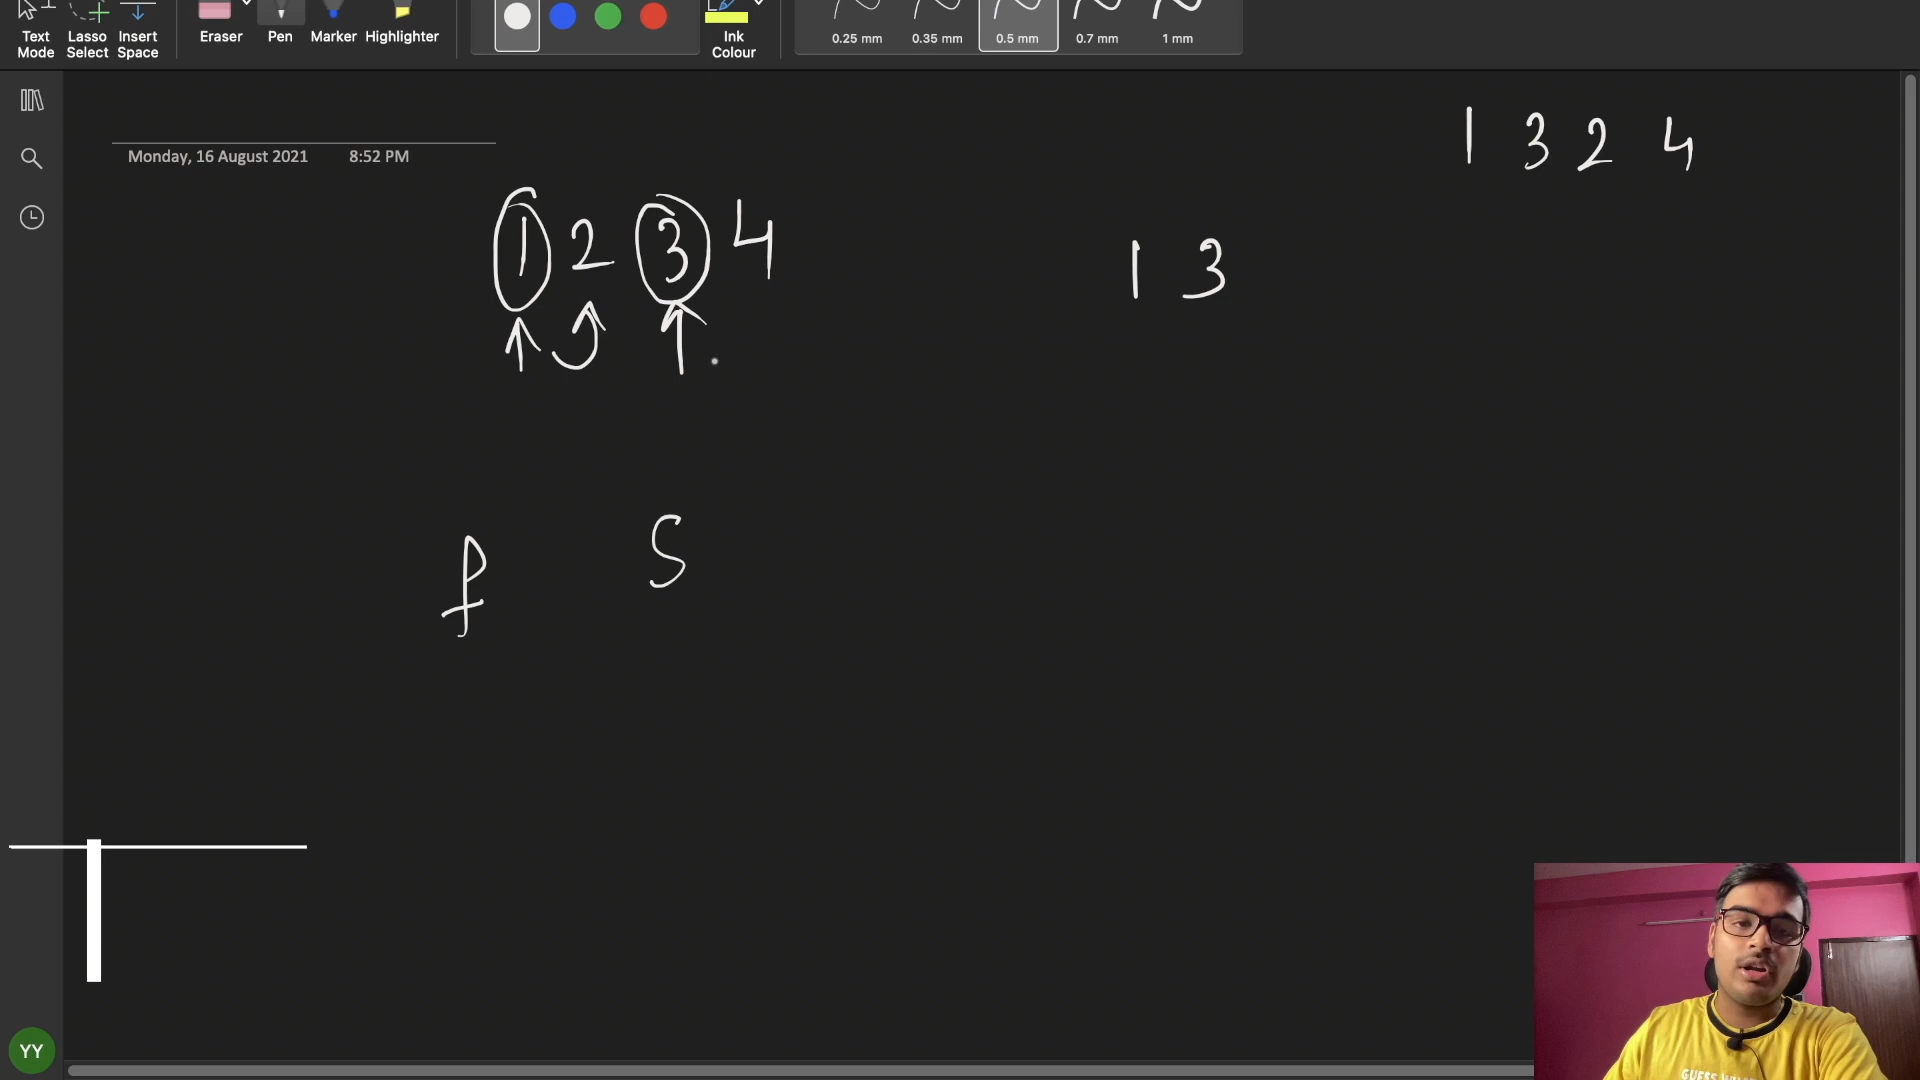 Text Mode
Lasso Select
Insert Space
Eraser
Pen
Marker
Highlighter
Ink Colour
0.25 mm
0.35 mm
0.5 mm
0.7 mm
1 mm
Monday, 16 August 2021 8:52 PM
1 3 2 4
1 2 3 4
1 3
f S
YY
GUESS